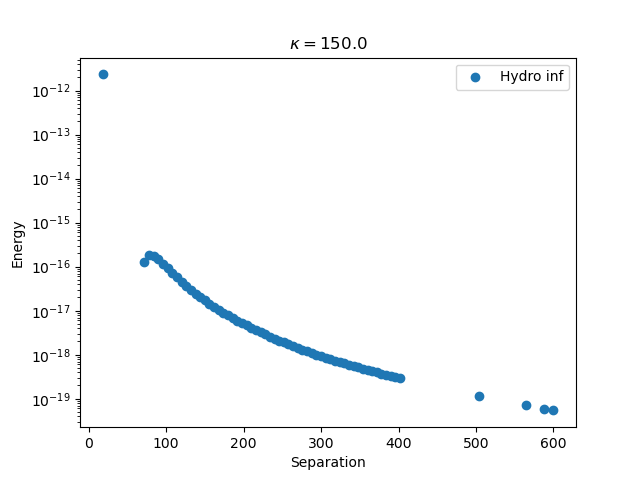 κ = 150.0
Hydro inf
10⁻¹²
10⁻¹³
10⁻¹⁴
10⁻¹⁵
10⁻¹⁶
10⁻¹⁷
10⁻¹⁸
10⁻¹⁹
Energy
0 100 200 300 400 500 600
Separation